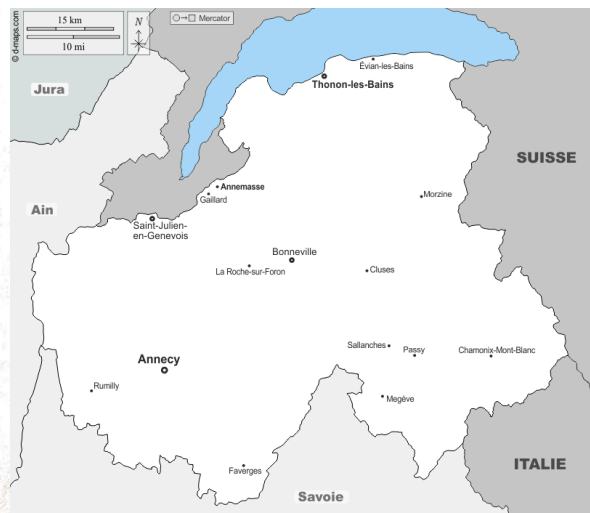 15 km
10 mi
N
Mercator
© d-maps.com
Évian-les-Bains
Thonon-les-Bains
Jura
SUISSE
Annemasse
Gaillard
Morzine
Ain
Saint-Julien-
en-Genevois
Bonneville
La Roche-sur-Foron
Cluses
Sallanches
Passy
Chamonix-Mont-Blanc
Annecy
Rumilly
Megève
Faverges
ITALIE
Savoie